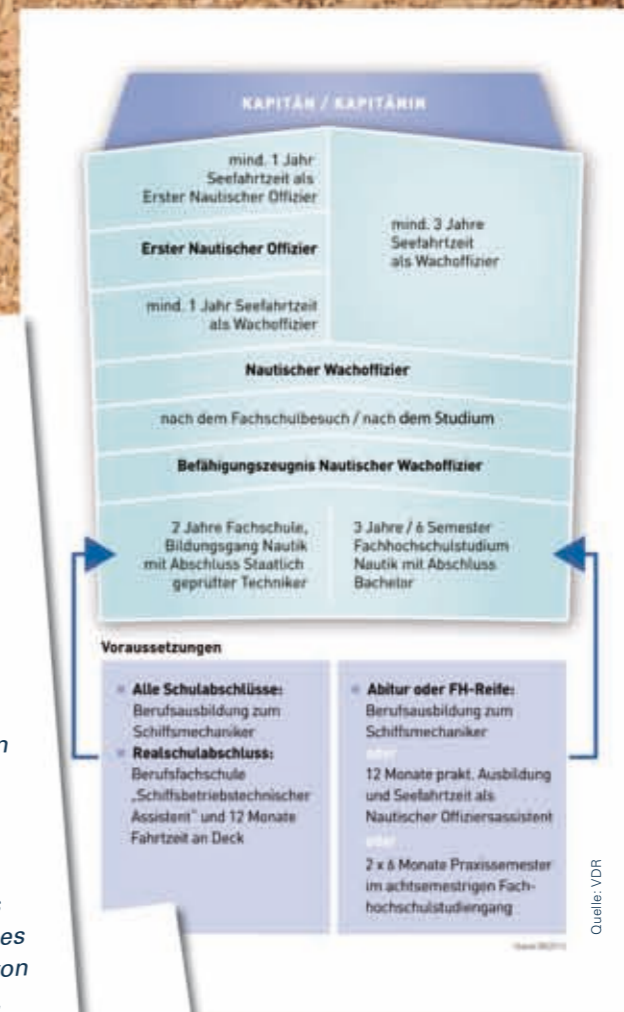 KAPITÄN / KAPITÄNIN
mind. 1 Jahr
Seefahrtzeit als
Erster Nautischer Offizier
Erster Nautischer Offizier
mind. 1 Jahr Seefahrtzeit
als Wachoffizier
mind. 3 Jahre
Seefahrtzeit
als Wachoffizier
Nautischer Wachoffizier
nach dem Fachschulbesuch / nach dem Studium
Befähigungszeugnis Nautischer Wachoffizier
2 Jahre Fachschule,
Bildungsgang Nautik
mit Abschluss Staatlich
geprüfter Techniker
3 Jahre / 6 Semester
Fachhochschulstudium
Nautik mit Abschluss
Bachelor
Voraussetzungen
Alle Schulabschlüsse:
Berufsausbildung zum
Schiffsmechaniker
Realschulabschluss:
Berufsfachschule
„Schiffsbetriebstechnischer
Assistent" und 12 Monate
Fahrtzeit an Deck
Abitur oder FH-Reife:
Berufsausbildung zum
Schiffsmechaniker
oder
12 Monate prakt. Ausbildung
und Seefahrtzeit als
Nautischer Offiziersassistent
oder
2 x 6 Monate Praxissemester
im achtsemestrigen Fach-
hochschulstudiengang
Quelle: VDR